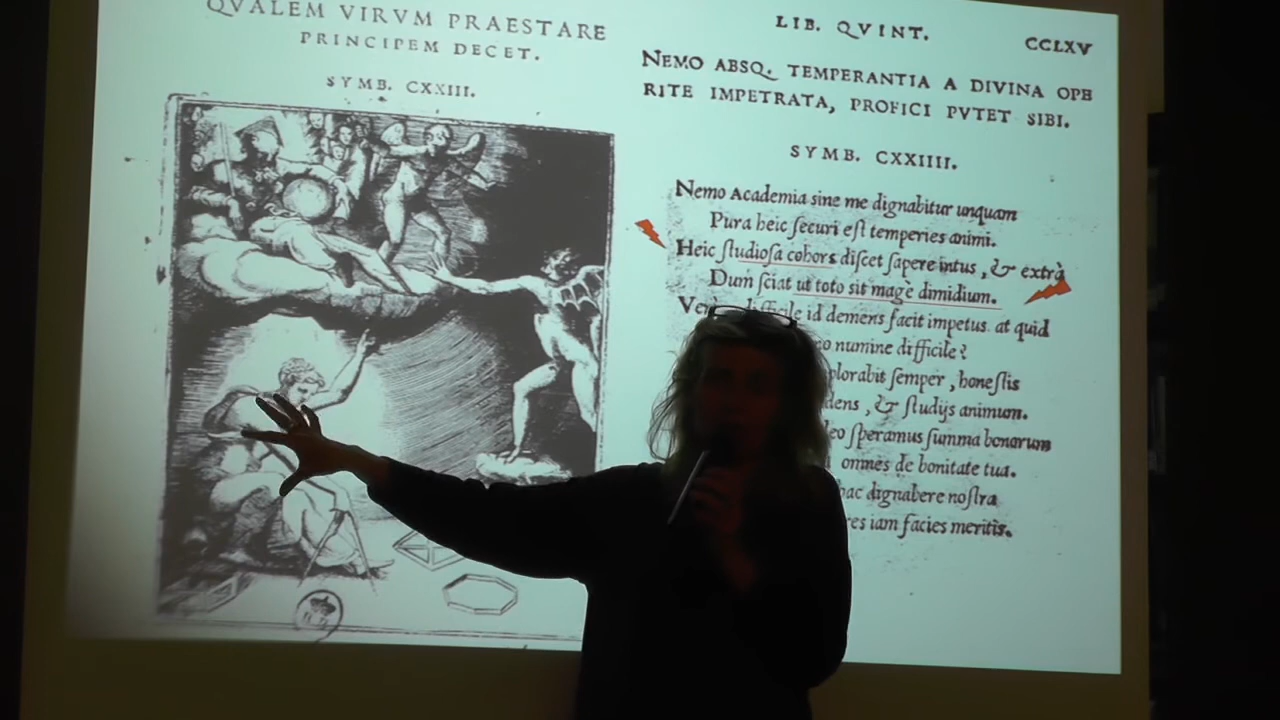 QVALEM VIRVM PRAESTARE
PRINCIPEM DECET.
SYMB. CXXIII.
LIB. QVINT.
CCLXV
NEMO ABSQ. TEMPERANTIA A DIVINA OPE
RITE IMPETRATA, PROFICI PVTET SIBI.
SYMB. CXXIIII.
Nemo Academia sine me dignabitur unquam
Pura heic ſecuri eſt temperies animi.
Heic ſtudioſa cohors diſcet ſapere intus, & extrà
Dum ſciat ut toto sit magè dimidium.
difficile id demens facit impetus at quid
numine difficile?
plorabit ſemper, honeſtis
& ſtudijs animum.
ſperamus ſumma bonorum
omnes de bonitate tua.
hac dignabere noſtra
iam facies meritis.